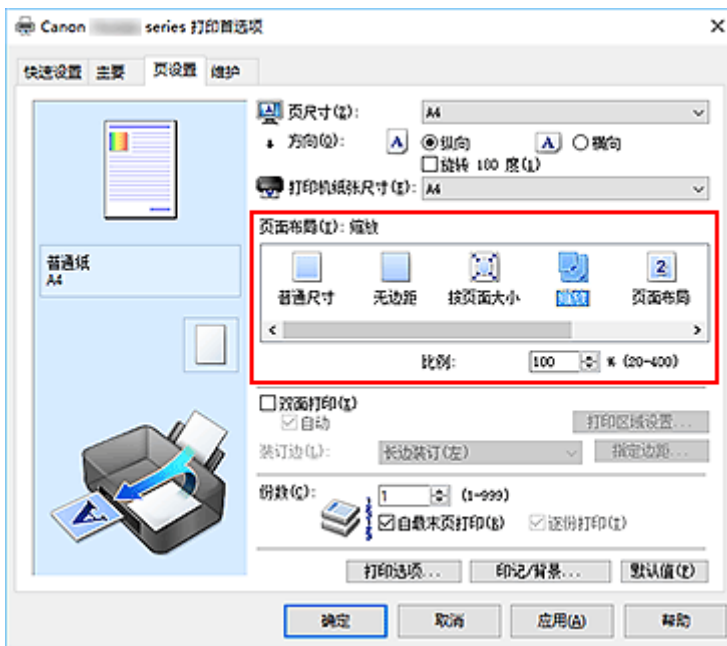 Canon series 打印首选项
快速设置 主要 页设置 维护
页尺寸(Z): A4
方向(O): A 纵向 A 横向
旋转 180 度(1)
打印机纸张尺寸(E): A4
页面布局(I): 缩放
普通尺寸 无边距 按页面大小 缩放 页面布局
比例: 100 % (20-400)
普通纸
A4
双面打印(X)
自动
打印区域设置...
装订边(L): 长边装订(左) 指定边距...
份数(C): 1 (1-999)
自最末页打印(B) 逐份打印(T)
打印选项... 印记/背景... 默认值(F)
确定 取消 应用(A) 帮助